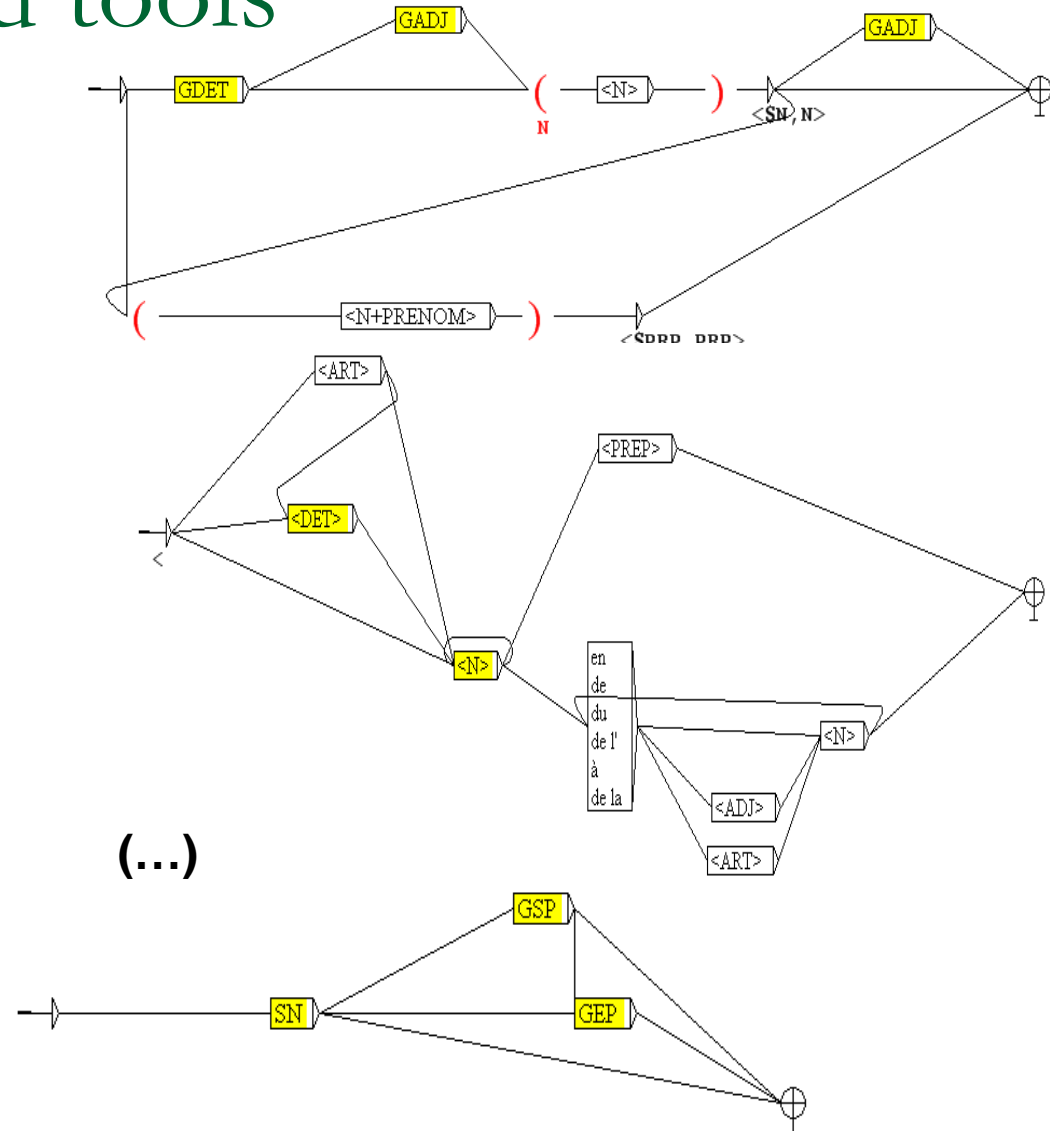 tools
GADJ
GADJ
GDET
( <N> )
N
<SN,N>
( <N+PRENOM> )
<ART>
<PREP>
<DET>
<
<N>
en
de
du
de l'
à
de la
<N>
<ADJ>
<ART>
(...)
GSP
SN
GEP